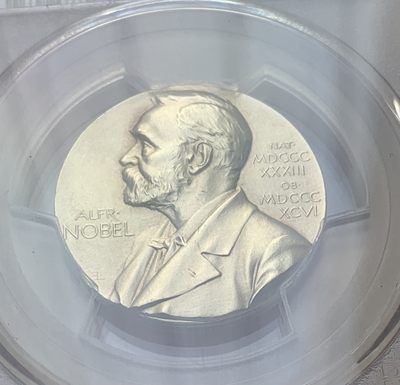 ALFR·
NOBEL
NAT·
MDCCC
XXXIII
OB·
MDCCC
XCVI